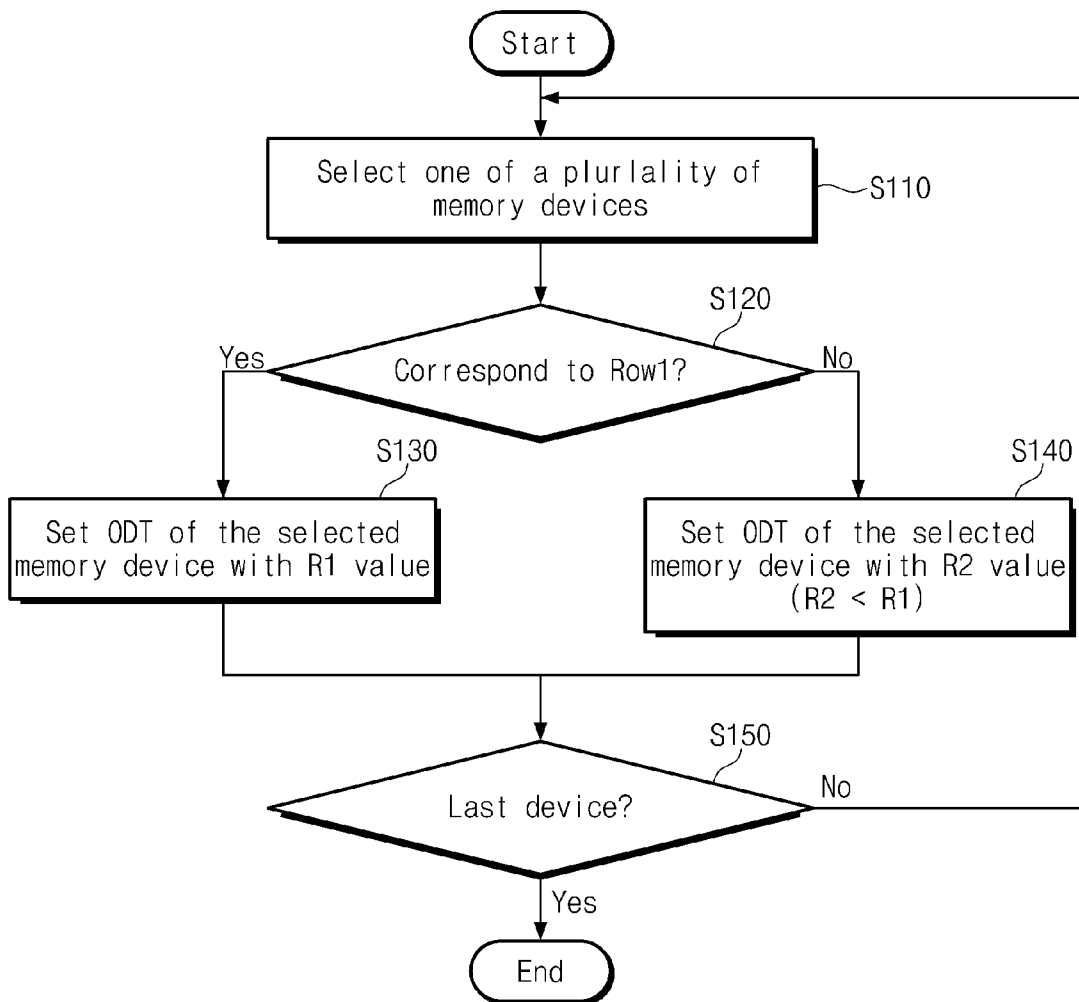 Start
Select one of a plurlality of
memory devices
S110
S120
Yes
Correspond to Row1?
No
S130
S140
Set ODT of the selected
memory device with R1 value
Set ODT of the selected
memory device with R2 value
(R2 < R1)
S150
Last device?
No
Yes
End